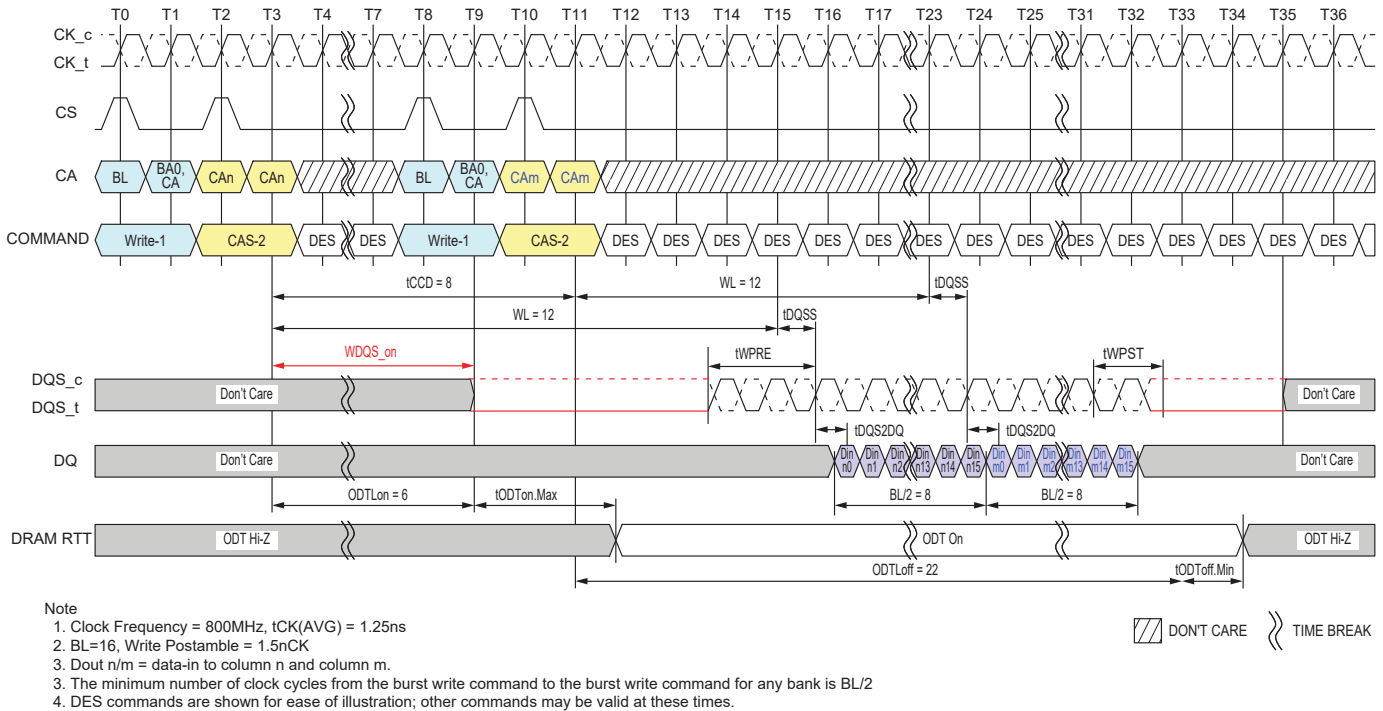 T0 T1 T2 T3 T4 T7 T8 T9 T10 T11 T12 T13 T14 T15 T16 T17 T23 T24 T25 T31 T32 T33 T34 T35 T36
CK_c
CK_t
CS
CA BL BA0, CA CAn CAn BL BA0, CA CAm CAm
COMMAND Write-1 CAS-2 DES DES Write-1 CAS-2 DES DES DES DES DES DES DES DES DES DES DES DES DES DES DES
tCCD = 8 WL = 12 tDQSS
WL = 12 tDQSS
WDQS_on tWPRE tWPST
DQS_c
DQS_t
Don't Care Don't Care
tDQS2DQ tDQS2DQ
DQ Don't Care Din n0 Din n1 Din n2 Din n13 Din n14 Din n15 Din m0 Din m1 Din m2 Din m13 Din m14 Din m15 Don't Care
ODTLon = 6 tODTon.Max BL/2 = 8 BL/2 = 8
DRAM RTT ODT Hi-Z ODT On ODT Hi-Z
ODTLoff = 22 tODToff.Min
Note
1. Clock Frequency = 800MHz, tCK(AVG) = 1.25ns
2. BL=16, Write Postamble = 1.5nCK
3. Dout n/m = data-in to column n and column m.
3. The minimum number of clock cycles from the burst write command to the burst write command for any bank is BL/2
4. DES commands are shown for ease of illustration; other commands may be valid at these times.
DON'T CARE TIME BREAK